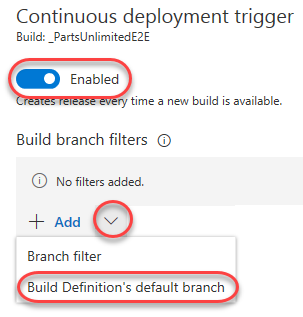 Continuous deployment trigger
Build: _PartsUnlimitedE2E
Enabled
Creates release every time a new build is available.
Build branch filters
No filters added.
Add
Branch filter
Build Definition's default branch